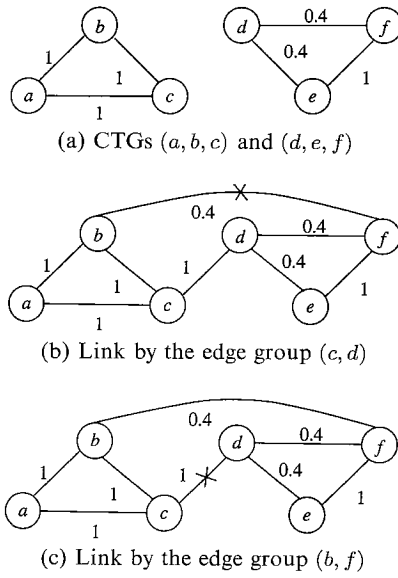 b
d
0.4
f
1
0.4
1
1
a
c
e
1
(a) CTGs (a, b, c) and (d, e, f)
0.4
b
d
0.4
f
1
1
0.4
1
1
a
c
e
1
(b) Link by the edge group (c, d)
0.4
b
d
0.4
f
1
1
0.4
1
1
a
c
e
1
(c) Link by the edge group (b, f)